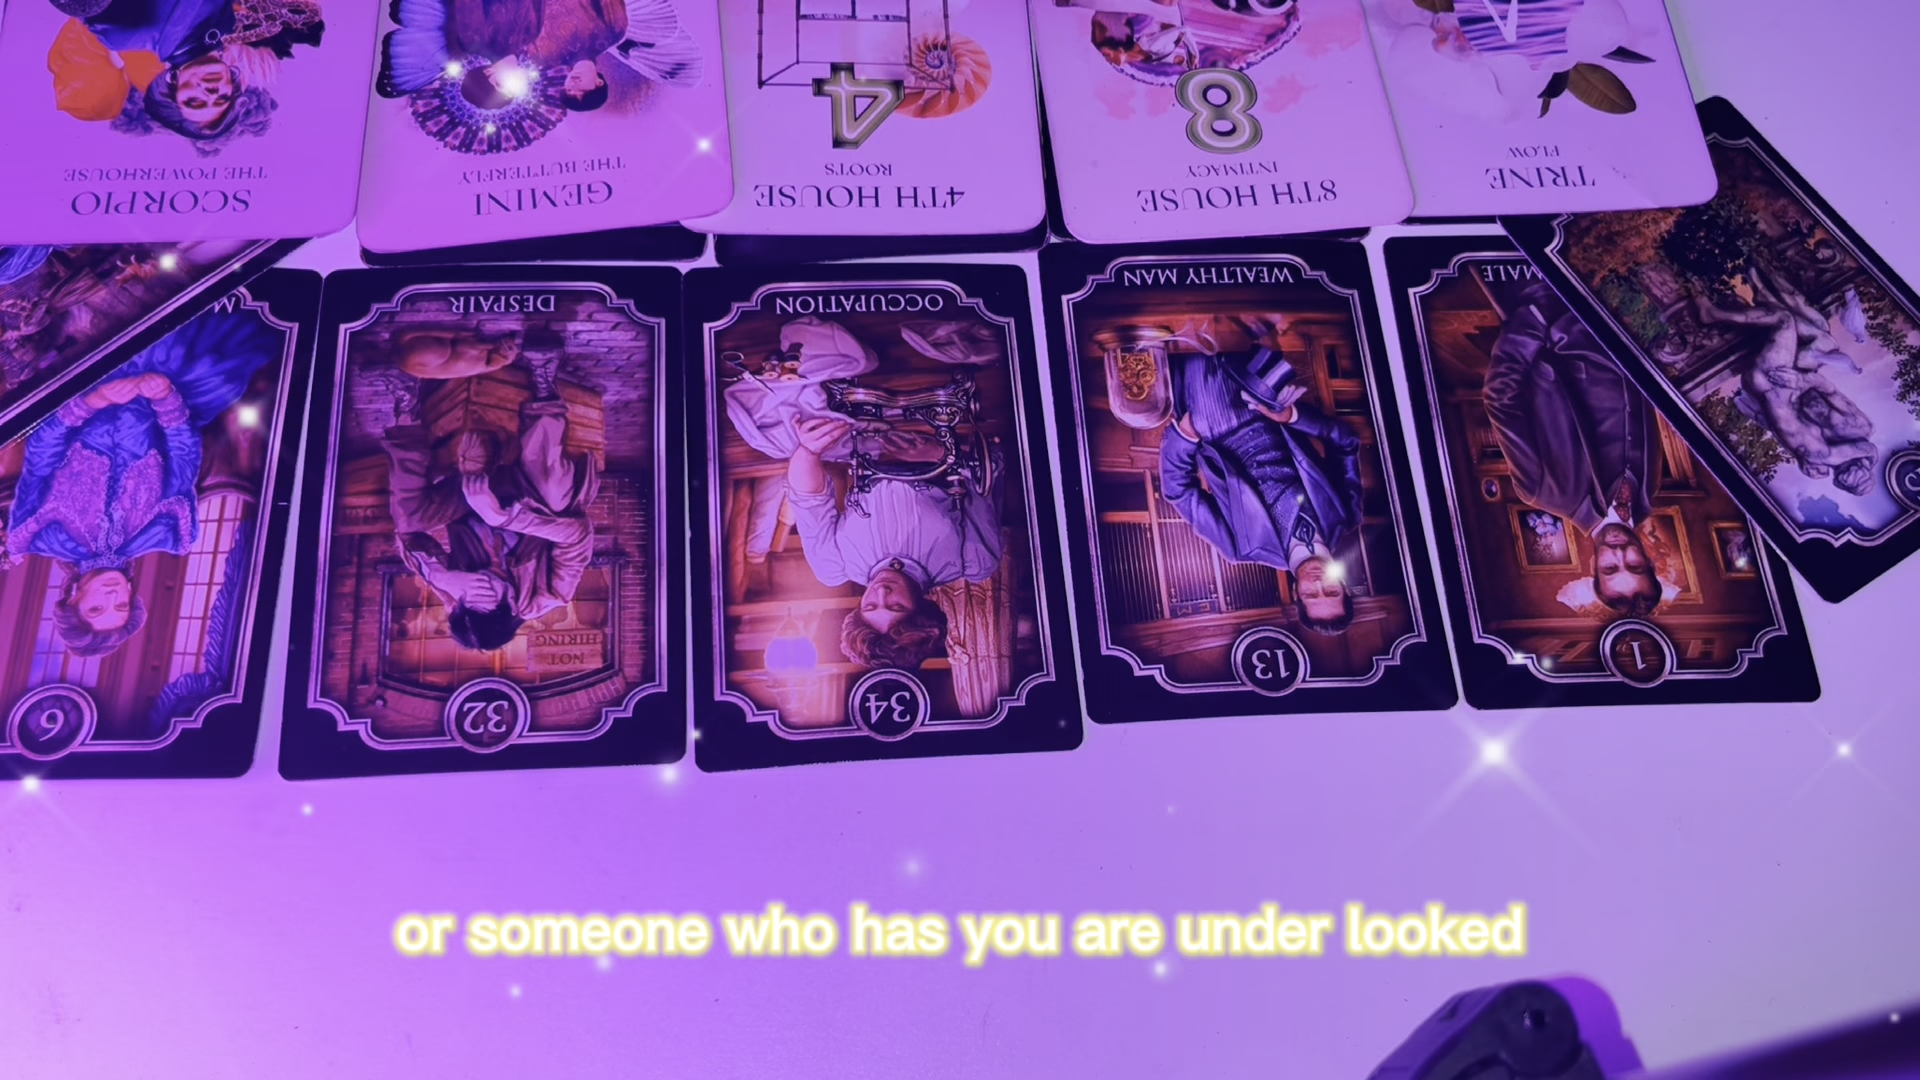 SCORPIO
THE POWERHOUSE
GEMINI
THE BUTTERFLY
4TH HOUSE
ROOTS
4
8TH HOUSE
INTIMACY
8
TRINE
FLOW
M
DESPAIR
OCCUPATION
WEALTHY MAN
MALE
NOT
HIRING
6
32
34
13
1
or someone who has you are under looked